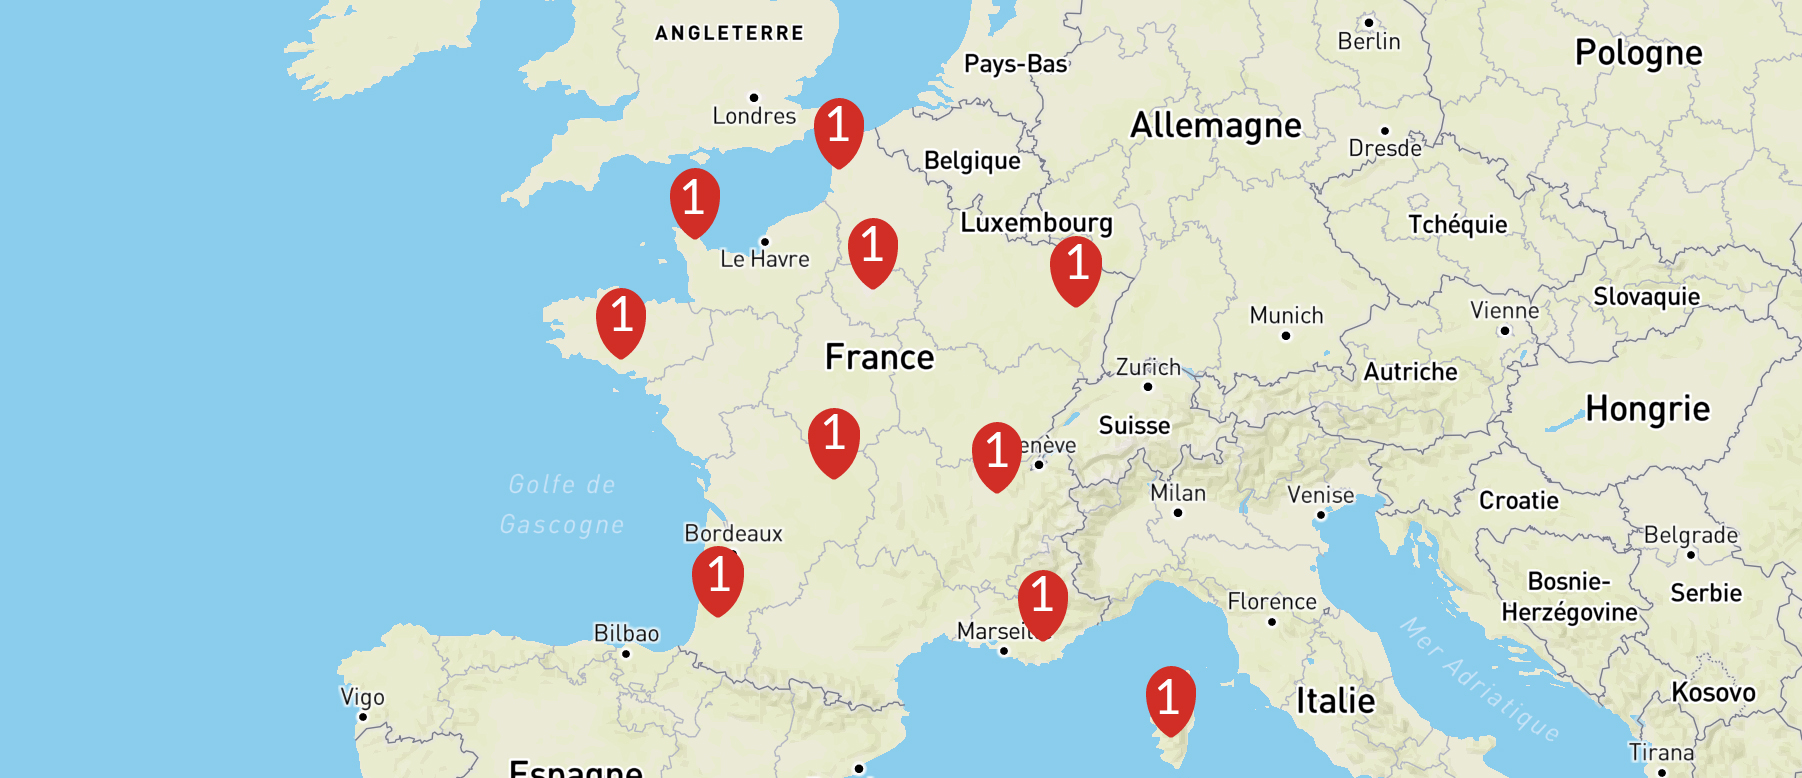 ANGLETERRE
Berlin
Pologne
Pays-Bas
Londres
1
Allemagne
Dresde
Belgique
1
Luxembourg
Tchéquie
1
Le Havre
1
Slovaquie
Munich
Vienne
1
France
Zurich
Autriche
Hongrie
Suisse
1
1
enève
Golfe de
Gascogne
Milan
Venise
Croatie
Bordeaux
Belgrade
1
Bosnie-
Herzégovine
Serbie
1
Florence
Marseil
Bilbao
Mer Adriatique
Vigo
1
Italie
Kosovo
Tirana
Espagne